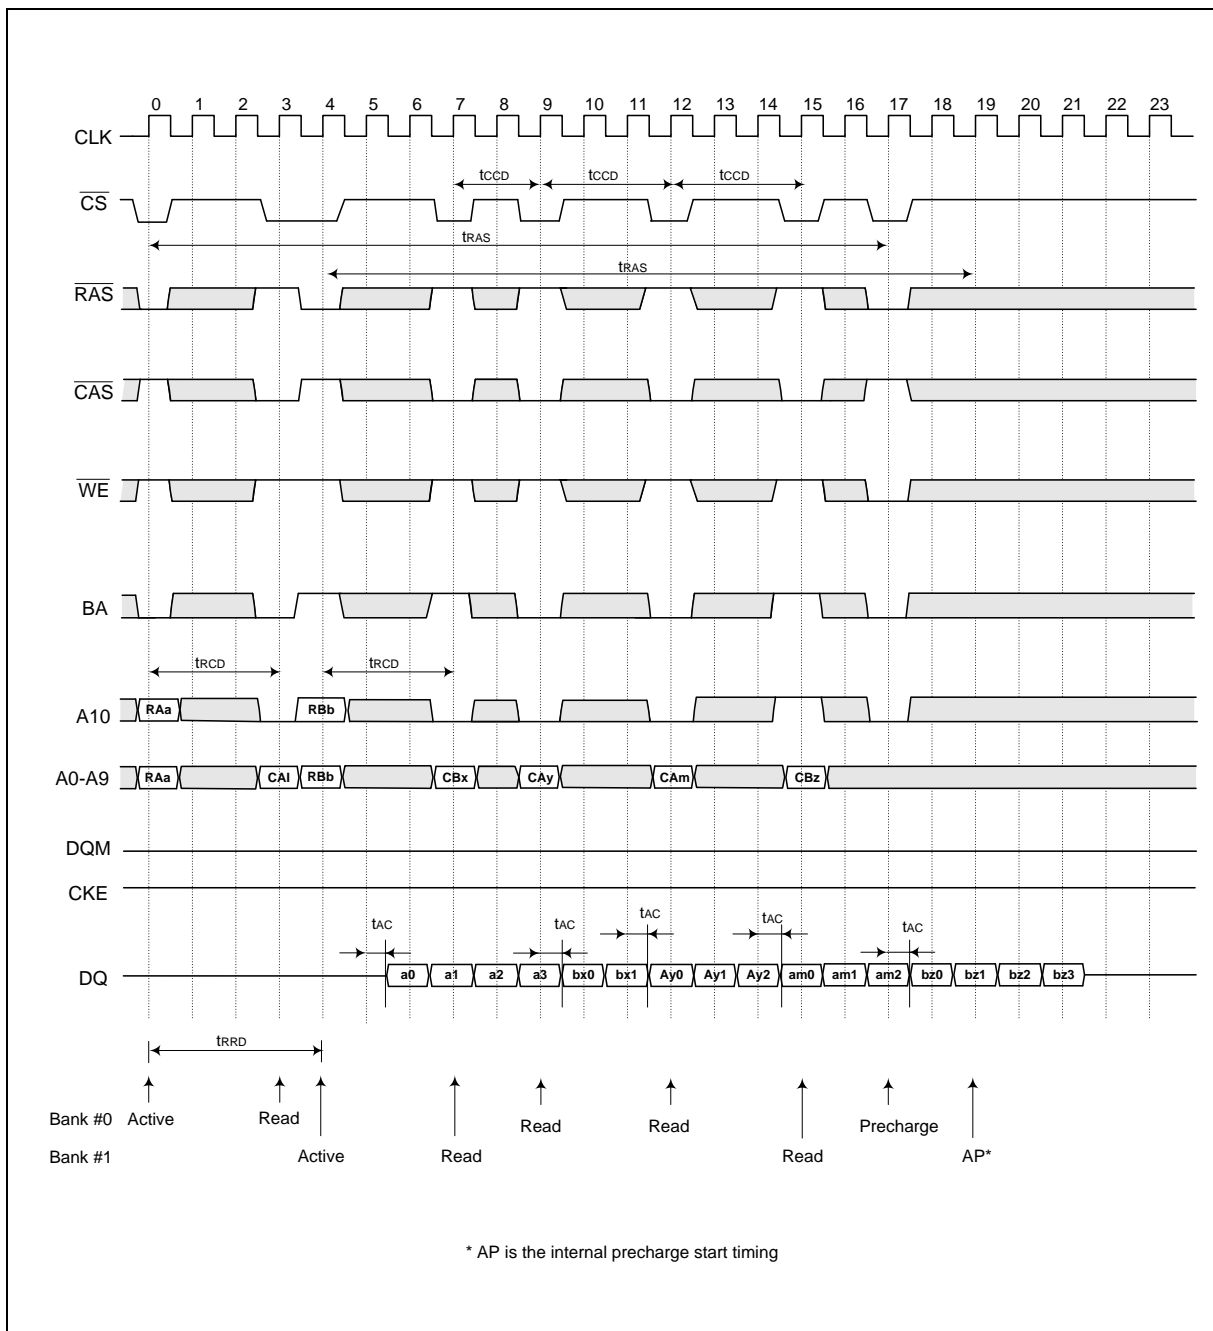 0 1 2 3 4 5 6 7 8 9 10 11 12 13 14 15 16 17 18 19 20 21 22 23
CLK
tCCD tCCD tCCD
CS
tRAS
tRAS
RAS
CAS
WE
BA
tRCD tRCD
A10 RAa RBb
A0-A9 RAa CAl RBb CBx CAy CAm CBz
DQM
CKE
tAC tAC tAC tAC tAC
DQ a0 a1 a2 a3 bx0 bx1 Ay0 Ay1 Ay2 am0 am1 am2 bz0 bz1 bz2 bz3
tRRD
Bank #0 Active Read Read Read Precharge
Bank #1 Active Read Read AP*
* AP is the internal precharge start timing